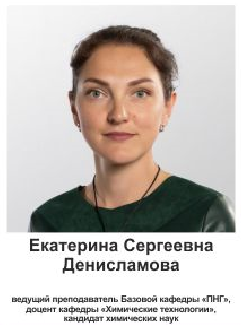 Екатерина Сергеевна
Денисламова
ведущий преподаватель Базовой кафедры «ПНГ»,
доцент кафедры «Химические технологии»,
кандидат химических наук